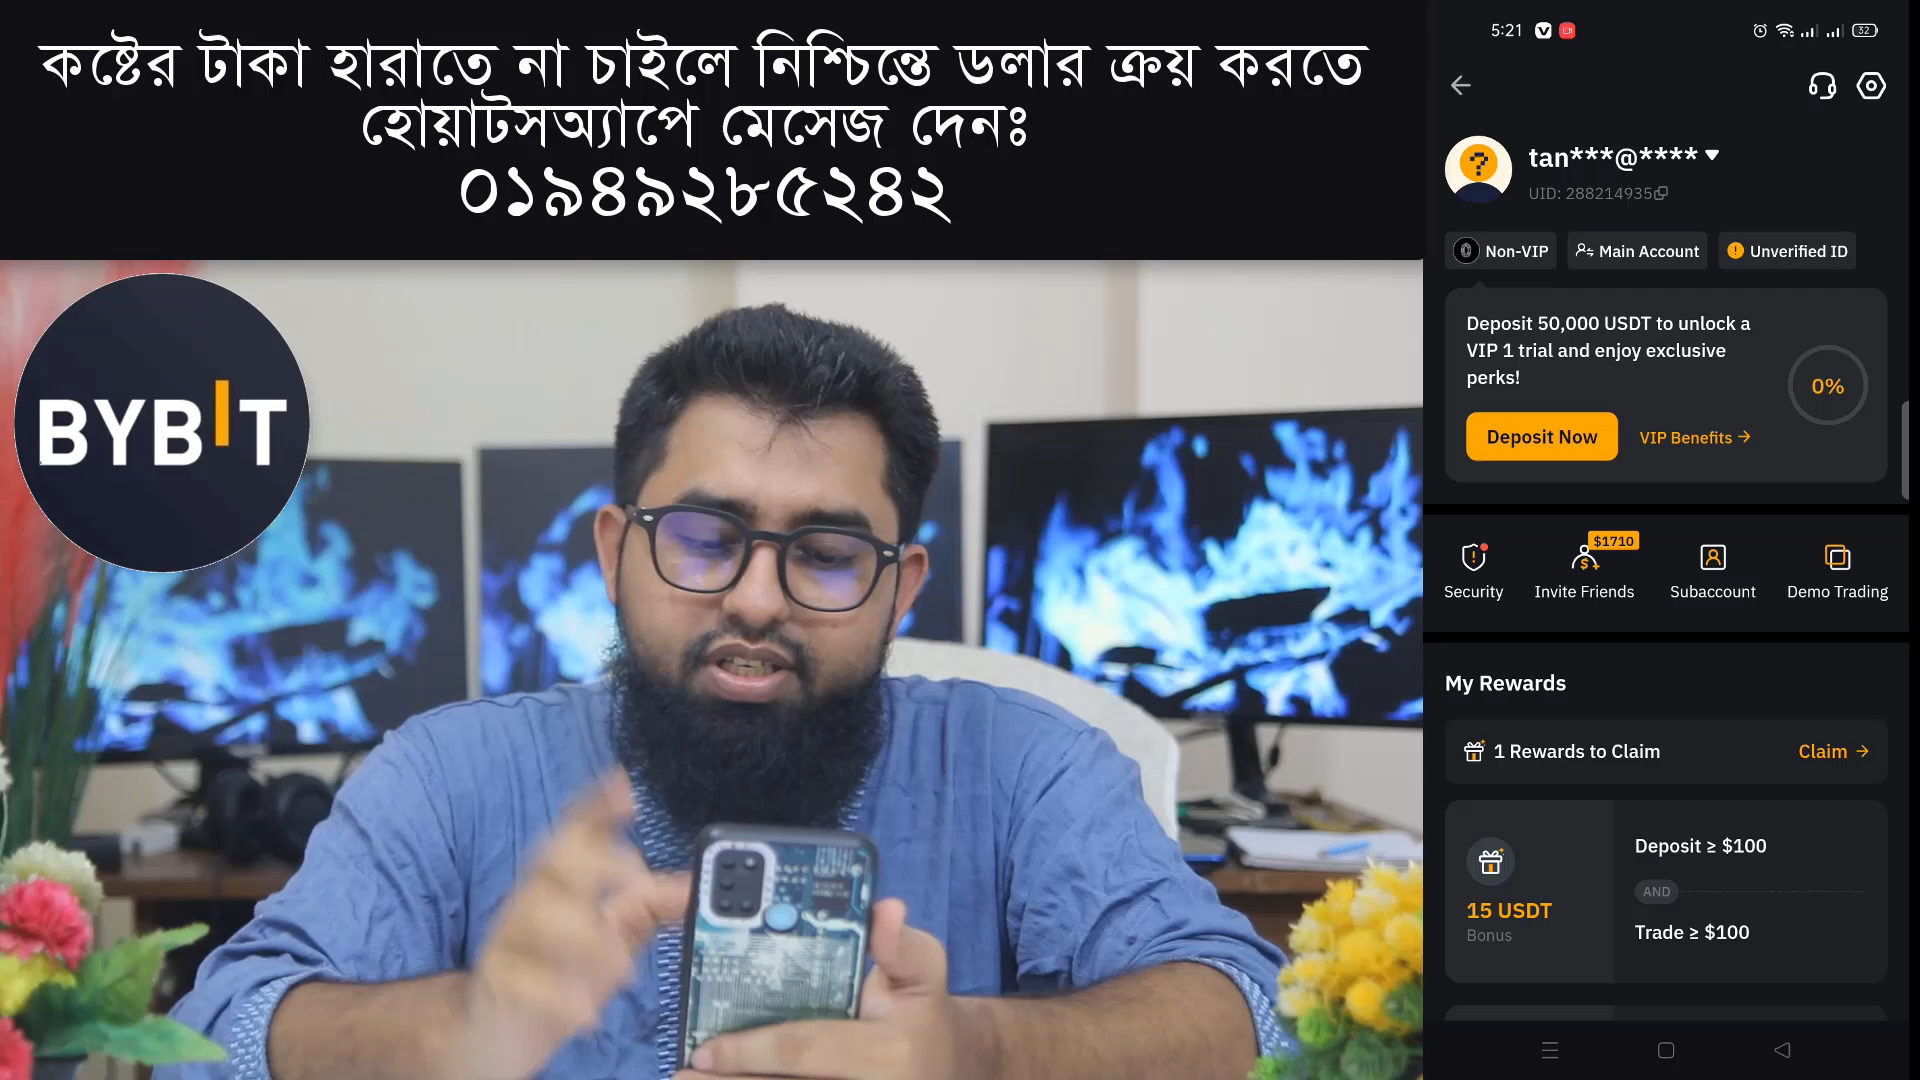 কষ্টের টাকা হারাতে না চাইলে নিশ্চিন্তে ডলার ক্রয় করতে
হোয়াটসঅ্যাপে মেসেজ দেনঃ
০১৯৪৯২৮৫২৪২
BYBIT
5:21
32
tan***@****
UID: 288214935
Non-VIP
Main Account
Unverified ID
Deposit 50,000 USDT to unlock a
VIP 1 trial and enjoy exclusive
perks!
0%
Deposit Now
VIP Benefits
$1710
Security
Invite Friends
Subaccount
Demo Trading
My Rewards
1 Rewards to Claim
Claim
Deposit ≥ $100
AND
15 USDT
Bonus
Trade ≥ $100